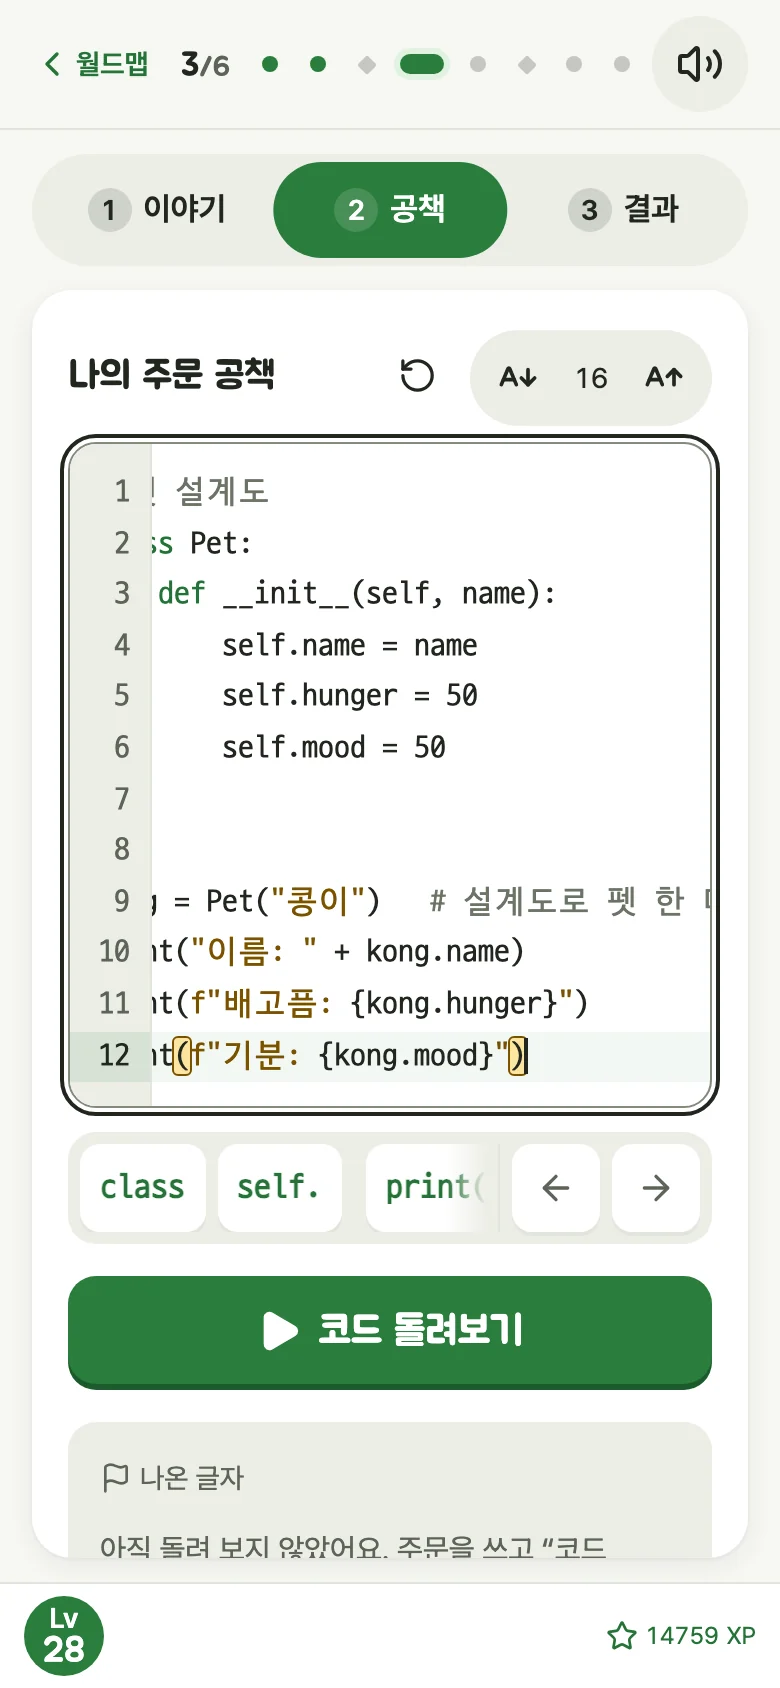 월드맵 3/6
1 이야기 2 공책 3 결과
나의 주문 공책 A↓ 16 A↑
1 설계도
2 ss Pet:
3 def __init__(self, name):
4 self.name = name
5 self.hunger = 50
6 self.mood = 50
7
8
9 = Pet("콩이") # 설계도로 펫 한
10 nt("이름: " + kong.name)
11 nt(f"배고픔: {kong.hunger}")
12 nt(f"기분: {kong.mood}")
class self. print( ← →
코드 돌려보기
나온 글자
아직 돌려 보지 않았어요. 주문을 쓰고 “코드
Lv
28
14759 XP